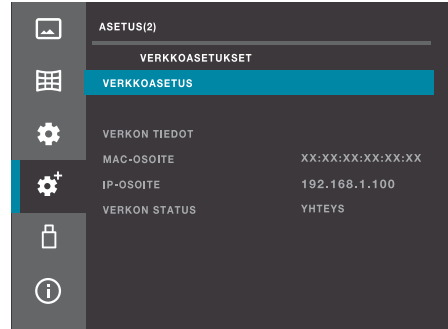 ASETUS(2)
VERKKOASETUKSET
VERKKOASETUS
VERKON TIEDOT
MAC-OSOITE XX:XX:XX:XX:XX:XX
IP-OSOITE 192.168.1.100
VERKON STATUS YHTEYS